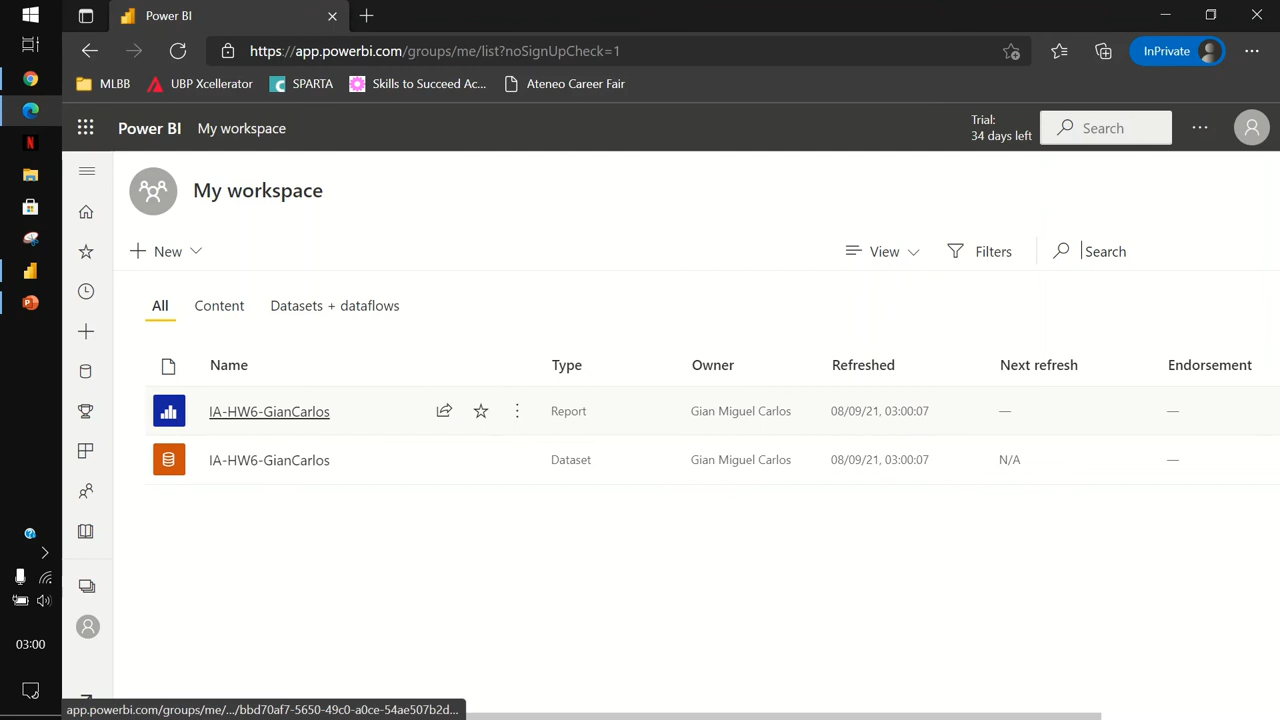 Power BI
https://app.powerbi.com/groups/me/list?noSignUpCheck=1
InPrivate
MLBB
UBP Xcellerator
SPARTA
Skills to Succeed Ac...
Ateneo Career Fair
Power BI My workspace
Trial:
34 days left
Search
My workspace
New
View
Filters
Search
All Content Datasets + dataflows
Name Type Owner Refreshed Next refresh Endorsement
IA-HW6-GianCarlos Report Gian Miguel Carlos 08/09/21, 03:00:07 — —
IA-HW6-GianCarlos Dataset Gian Miguel Carlos 08/09/21, 03:00:07 N/A —
03:00
app.powerbi.com/groups/me/.../bbd70af7-5650-49c0-a0ce-54ae507b2d...